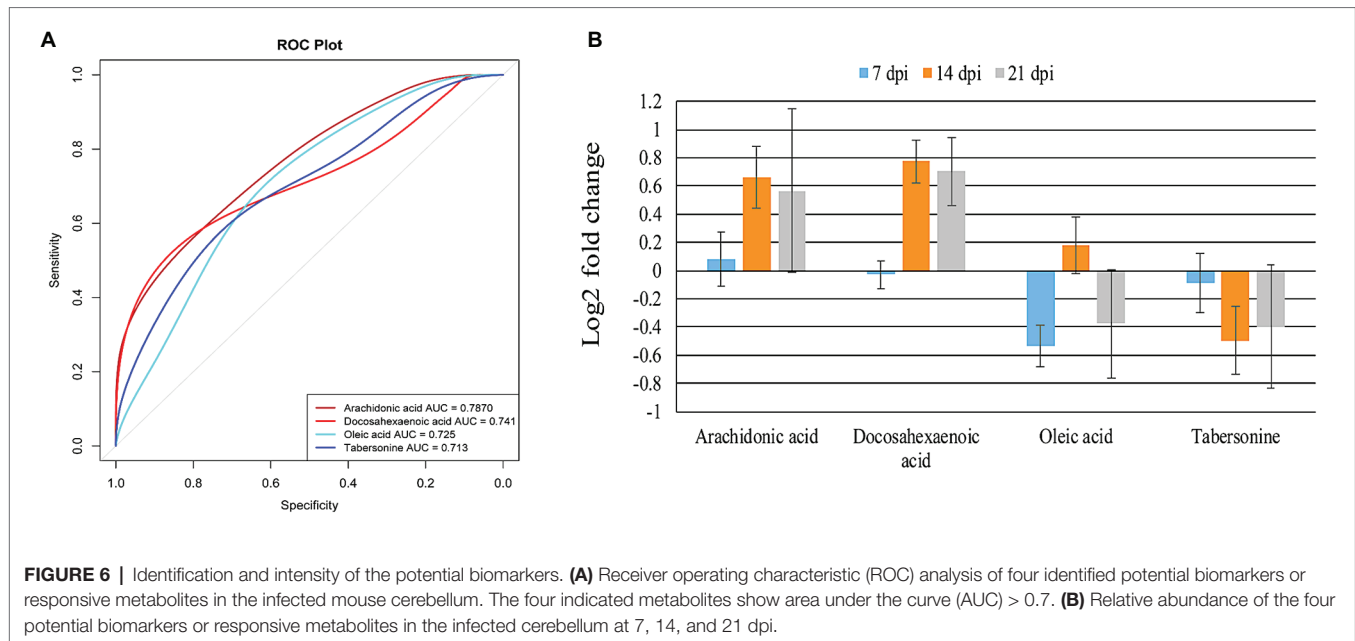 A
ROC Plot
Sensitivity
1.0
0.8
0.6
0.4
0.2
0.0
1.0 0.8 0.6 0.4 0.2 0.0
Specificity
Arachidonic acid AUC = 0.7870
Docosahexaenoic acid AUC = 0.741
Oleic acid AUC = 0.725
Tabersonine AUC = 0.713
B
7 dpi 14 dpi 21 dpi
Log2 fold change
1.2
1
0.8
0.6
0.4
0.2
0
-0.2
-0.4
-0.6
-0.8
-1
Arachidonic acid Docosahexaenoic Oleic acid Tabersonine
acid
FIGURE 6 | Identification and intensity of the potential biomarkers. (A) Receiver operating characteristic (ROC) analysis of four identified potential biomarkers or
responsive metabolites in the infected mouse cerebellum. The four indicated metabolites show area under the curve (AUC) > 0.7. (B) Relative abundance of the four
potential biomarkers or responsive metabolites in the infected cerebellum at 7, 14, and 21 dpi.